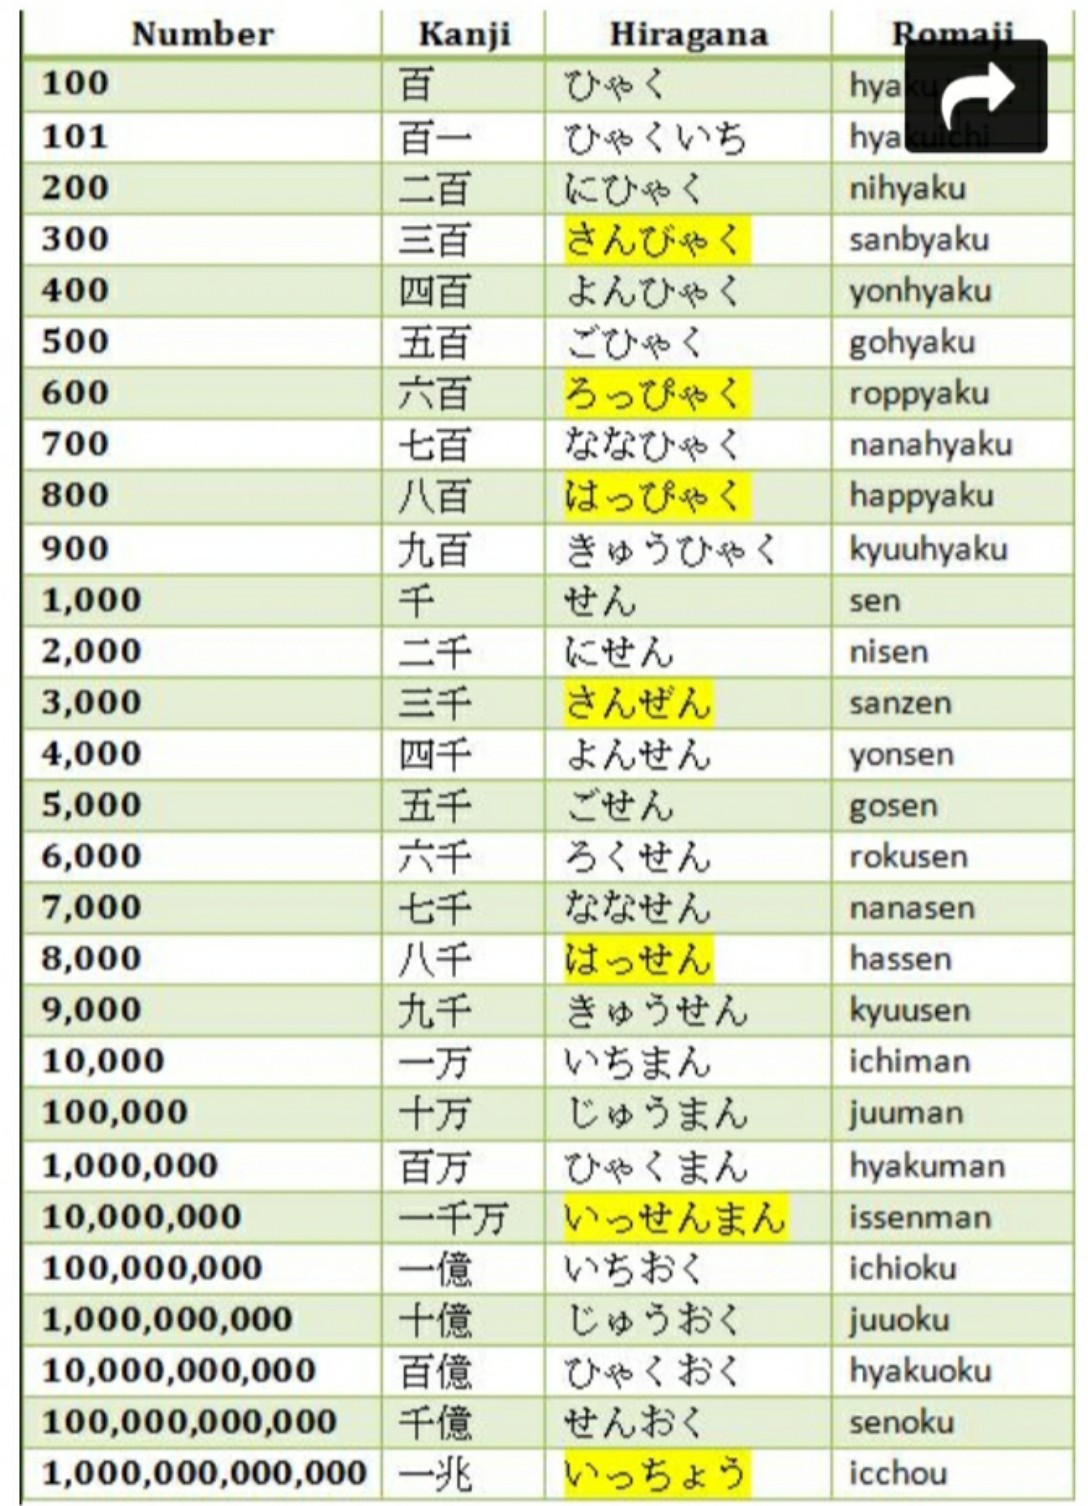 Number Kanji Hiragana Romaji
100 百 ひゃく hyaku
101 百一 ひゃくいち hyakuichi
200 二百 にひゃく nihyaku
300 三百 さんびゃく sanbyaku
400 四百 よんひゃく yonhyaku
500 五百 ごひゃく gohyaku
600 六百 ろっぴゃく roppyaku
700 七百 ななひゃく nanahyaku
800 八百 はっぴゃく happyaku
900 九百 きゅうひゃく kyuuhyaku
1,000 千 せん sen
2,000 二千 にせん nisen
3,000 三千 さんぜん sanzen
4,000 四千 よんせん yonsen
5,000 五千 ごせん gosen
6,000 六千 ろくせん rokusen
7,000 七千 ななせん nanasen
8,000 八千 はっせん hassen
9,000 九千 きゅうせん kyuusen
10,000 一万 いちまん ichiman
100,000 十万 じゅうまん juuman
1,000,000 百万 ひゃくまん hyakuman
10,000,000 一千万 いっせんまん issenman
100,000,000 一億 いちおく ichioku
1,000,000,000 十億 じゅうおく juuoku
10,000,000,000 百億 ひゃくおく hyakuoku
100,000,000,000 千億 せんおく senoku
1,000,000,000,000 一兆 いっちょう icchou